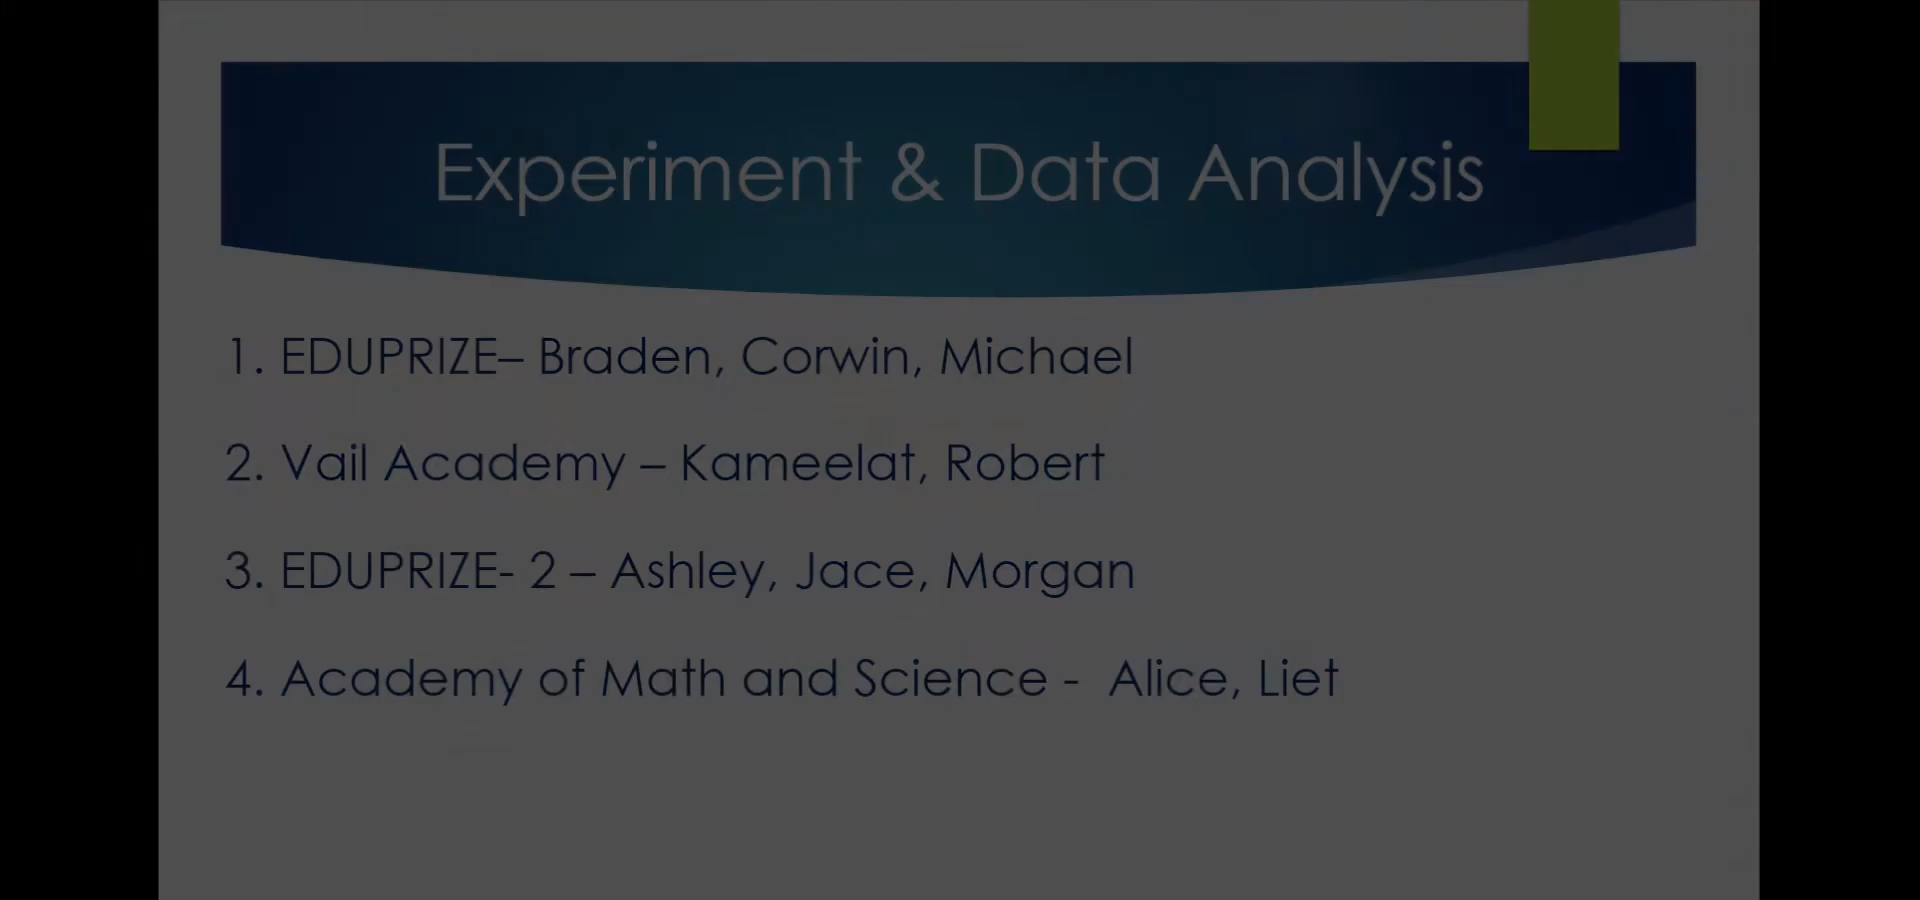 Experiment & Data Analysis
1. EDUPRIZE– Braden, Corwin, Michael
2. Vail Academy – Kameelat, Robert
3. EDUPRIZE- 2 – Ashley, Jace, Morgan
4. Academy of Math and Science - Alice, Liet